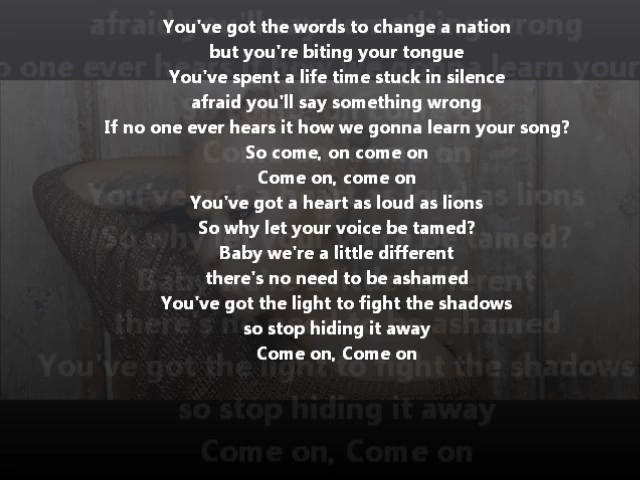 You've got the words to change a nation
but you're biting your tongue
You've spent a life time stuck in silence
afraid you'll say something wrong
If no one ever hears it how we gonna learn your song?
So come, on come on
Come on, come on
You've got a heart as loud as lions
So why let your voice be tamed?
Baby we're a little different
there's no need to be ashamed
You've got the light to fight the shadows
so stop hiding it away
Come on, Come on